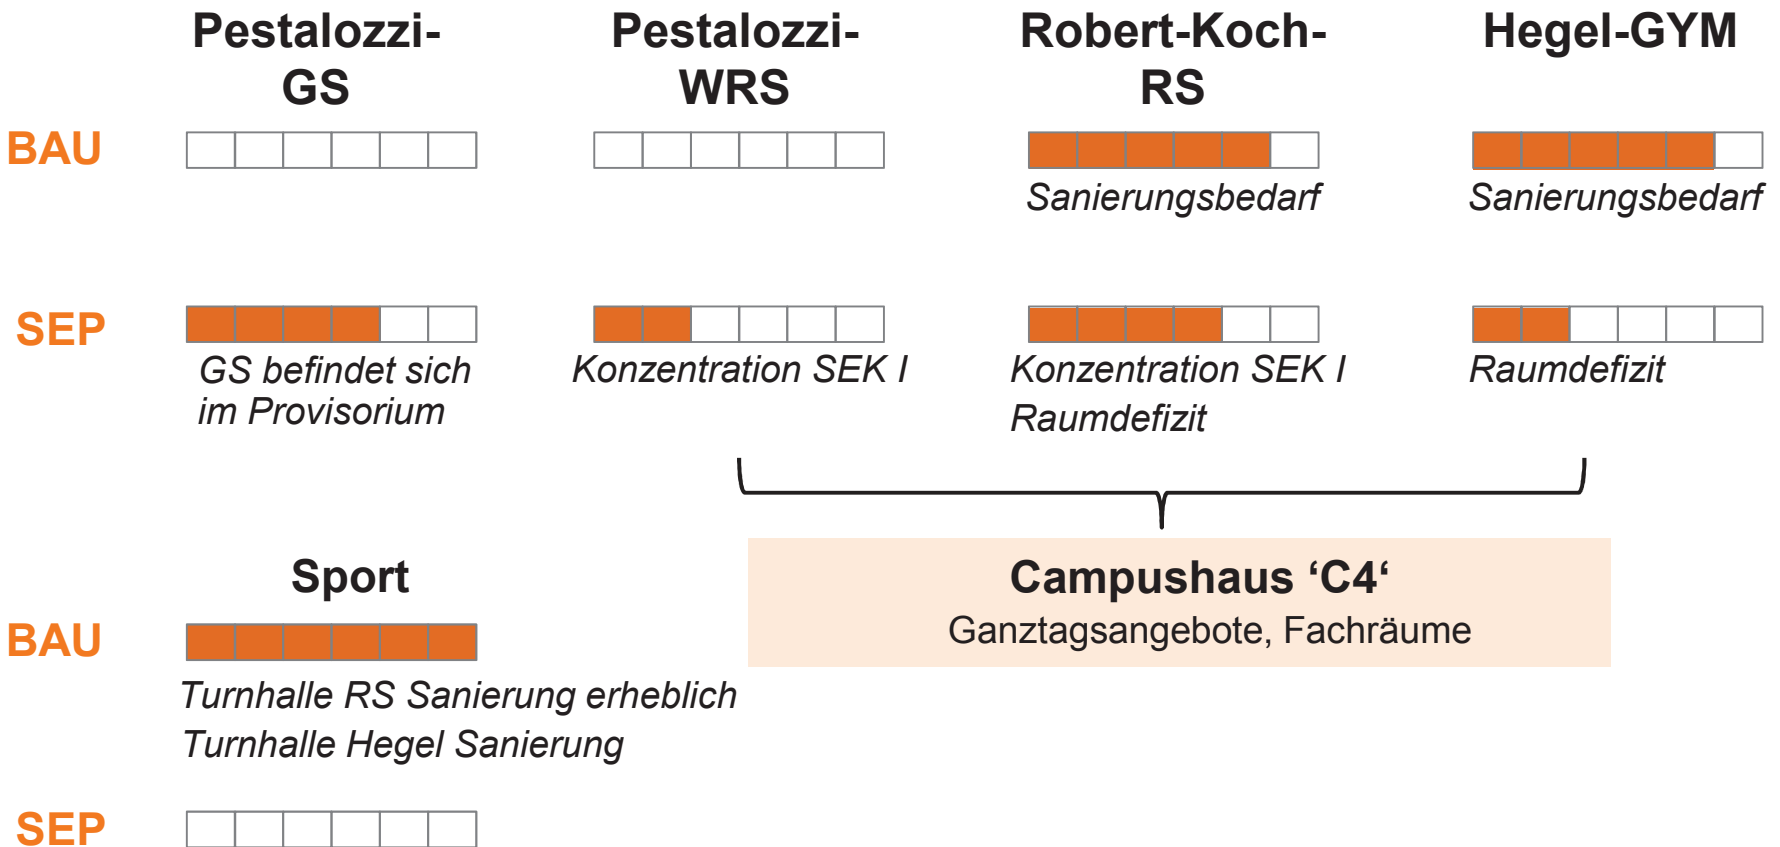 Pestalozzi-
GS
Pestalozzi-
WRS
Robert-Koch-
RS
Hegel-GYM
BAU
Sanierungsbedarf
Sanierungsbedarf
SEP
GS befindet sich
im Provisorium
Konzentration SEK I
Konzentration SEK I
Raumdefizit
Raumdefizit
Sport
Campushaus ‘C4‘
Ganztagsangebote, Fachräume
BAU
Turnhalle RS Sanierung erheblich
Turnhalle Hegel Sanierung
SEP